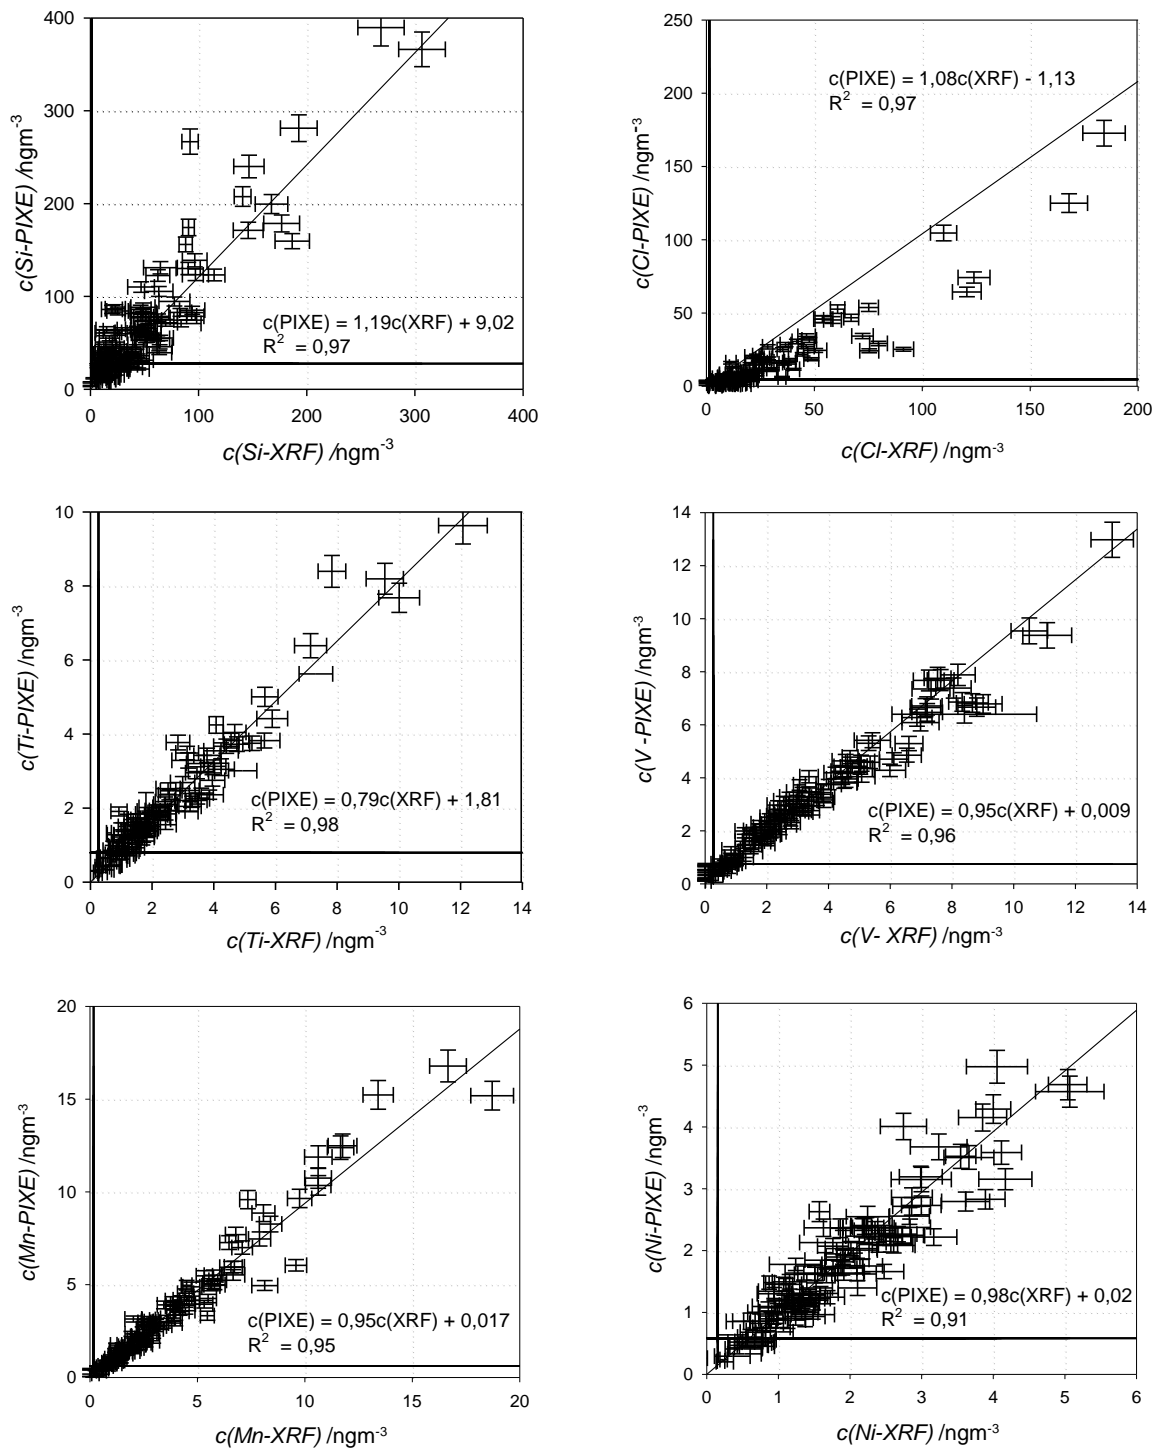 400
300
200
100
0
c(Si-PIXE) /ngm-3
c(PIXE) = 1,19c(XRF) + 9,02
R2 = 0,97
0 100 200 300 400
c(Si-XRF) /ngm-3
250
200
150
100
50
0
c(Cl-PIXE) /ngm-3
c(PIXE) = 1,08c(XRF) - 1,13
R2 = 0,97
0 50 100 150 200
c(Cl-XRF) /ngm-3
10
8
6
4
2
0
c(Ti-PIXE) /ngm-3
c(PIXE) = 0,79c(XRF) + 1,81
R2 = 0,98
0 2 4 6 8 10 12 14
c(Ti-XRF) /ngm-3
14
12
10
8
6
4
2
0
c(V -PIXE) /ngm-3
c(PIXE) = 0,95c(XRF) + 0,009
R2 = 0,96
0 2 4 6 8 10 12 14
c(V- XRF) /ngm-3
20
15
10
5
0
c(Mn-PIXE) /ngm-3
c(PIXE) = 0,95c(XRF) + 0,017
R2 = 0,95
0 5 10 15 20
c(Mn-XRF) /ngm-3
6
5
4
3
2
1
0
c(Ni-PIXE) /ngm-3
c(PIXE) = 0,98c(XRF) + 0,02
R2 = 0,91
0 1 2 3 4 5 6
c(Ni-XRF) /ngm-3